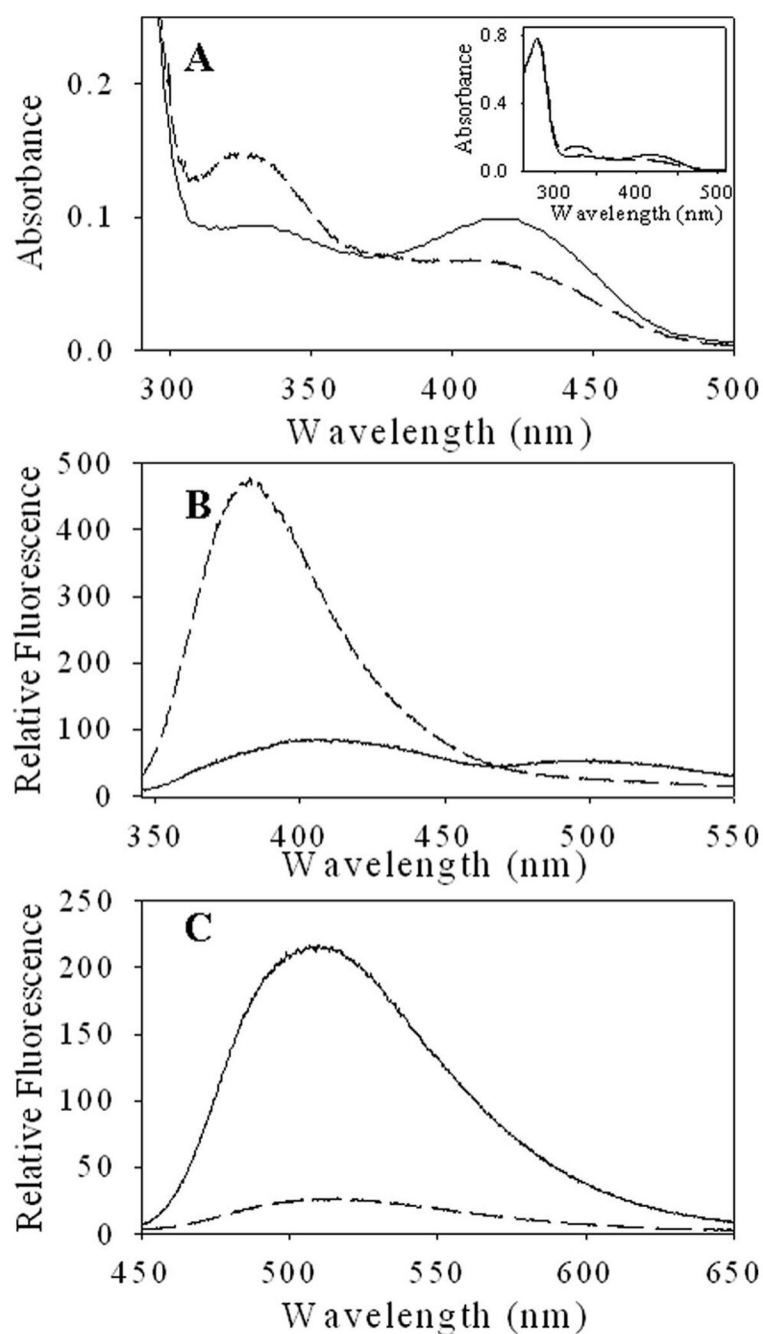 A
Absorbance
0.2
0.1
0.0
300 350 400 450 500
Wavelength (nm)
Absorbance
0.8
0.4
0.0
300 400 500
Wavelength (nm)
B
Relative Fluorescence
500
400
300
200
100
0
350 400 450 500 550
Wavelength (nm)
C
Relative Fluorescence
250
200
150
100
50
0
450 500 550 600 650
Wavelength (nm)